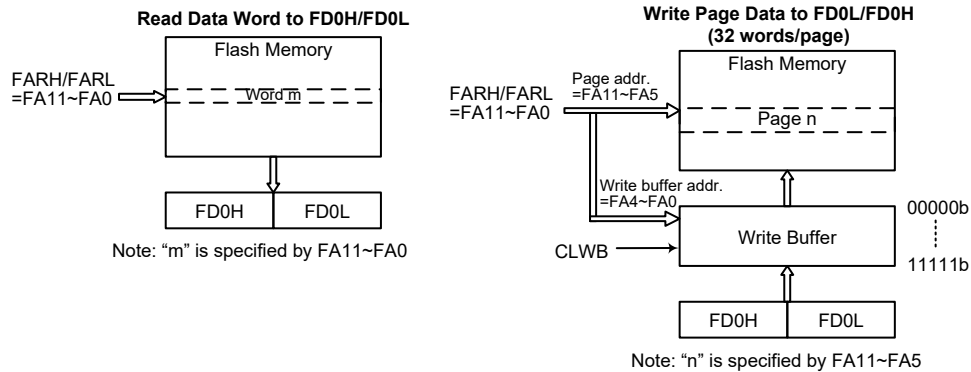 Read Data Word to FD0H/FD0L
Flash Memory
FARH/FARL
=FA11~FA0
Word m
FD0H
FD0L
Note: “m” is specified by FA11~FA0
Write Page Data to FD0L/FD0H
(32 words/page)
Flash Memory
Page addr.
=FA11~FA5
FARH/FARL
=FA11~FA0
Page n
Write buffer addr.
=FA4~FA0
00000b
Write Buffer
CLWB
11111b
FD0H
FD0L
Note: “n” is specified by FA11~FA5